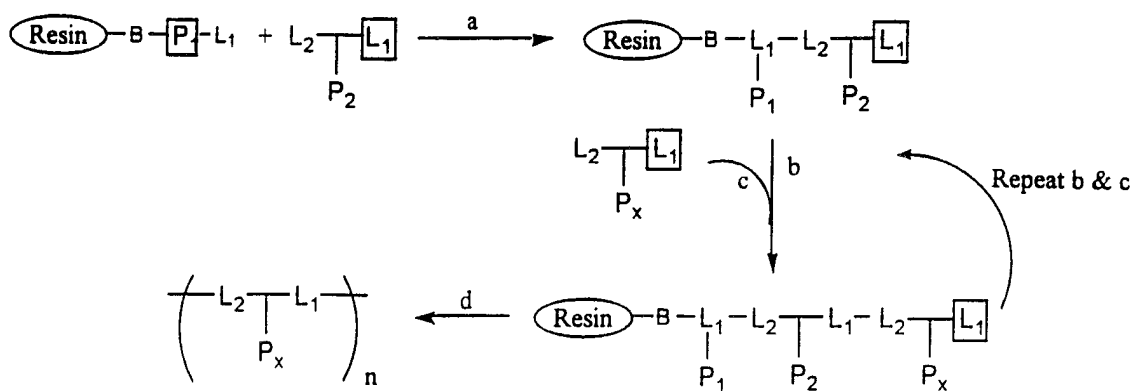 Resin B P₁ L₁ + L₂ L₁ a Resin B L₁ L₂ L₁
P₂ P₁ P₂
L₂ L₁ c b Repeat b & c
Pₓ
L₂ L₁ d Resin B L₁ L₂ L₁ L₂ L₁
Pₓ n P₁ P₂ Pₓ